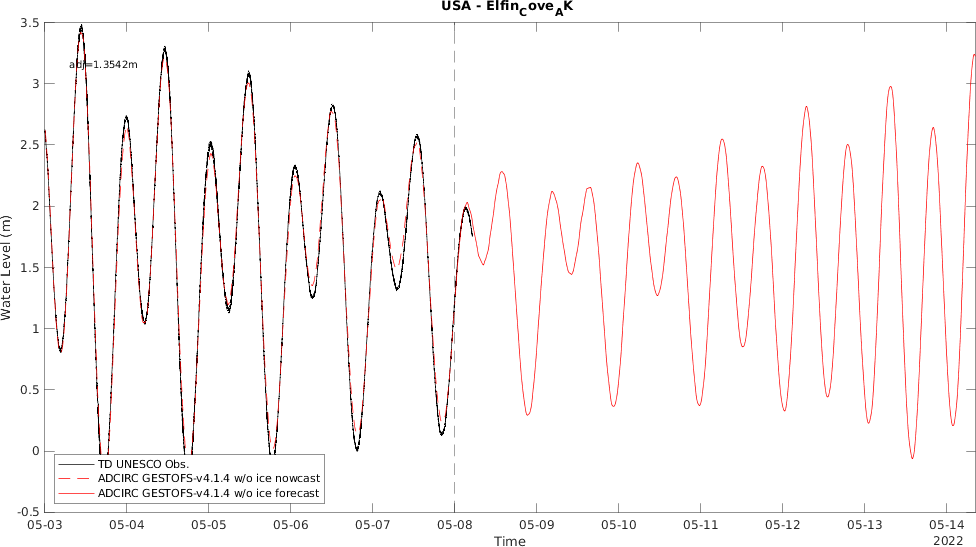 USA - Elfin_Cove_AK
3.5
adj=1.3542m
3
2.5
2
1.5
1
0.5
0
-0.5
Water Level (m)
TD UNESCO Obs.
ADCIRC GESTOFS-v4.1.4 w/o ice nowcast
ADCIRC GESTOFS-v4.1.4 w/o ice forecast
05-03 05-04 05-05 05-06 05-07 05-08 05-09 05-10 05-11 05-12 05-13 05-14
Time
2022